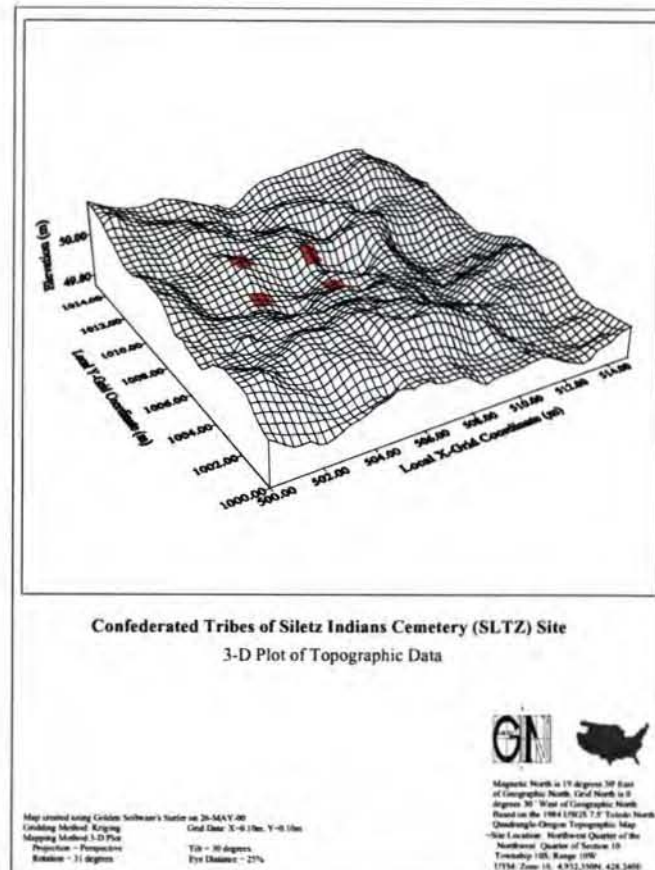 Elevation (m)
50.00
49.80
1014.00
1012.00
1010.00
1008.00
1006.00
1004.00
1002.00
1000.00
Local Y-Grid Coordinate (m)
500.00
502.00
504.00
506.00
508.00
510.00
512.00
514.00
Local X-Grid Coordinate (m)
Confederated Tribes of Siletz Indians Cemetery (SLTZ) Site
3-D Plot of Topographic Data
Map created using Golden Software's Surfer on 26-MAY-00
Gridding Method: Kriging Grid Data: X=0.10m, Y=0.10m
Mapping Method 3-D Plot
Projection = Perspective Tilt = 30 degrees
Rotation = 31 degrees Eye Distance = 25%
Magnetic North is 19 degrees 30' East
of Geographic North. Grid North is 0
degrees 30' West of Geographic North
Based on the 1984 USGS 7.5' Toledo North
Quadrangle-Oregon Topographic Map
Site Location: Northwest Quarter of the
Northwest Quarter of Section 10
Township 10S, Range 10W
UTM: Zone 10,